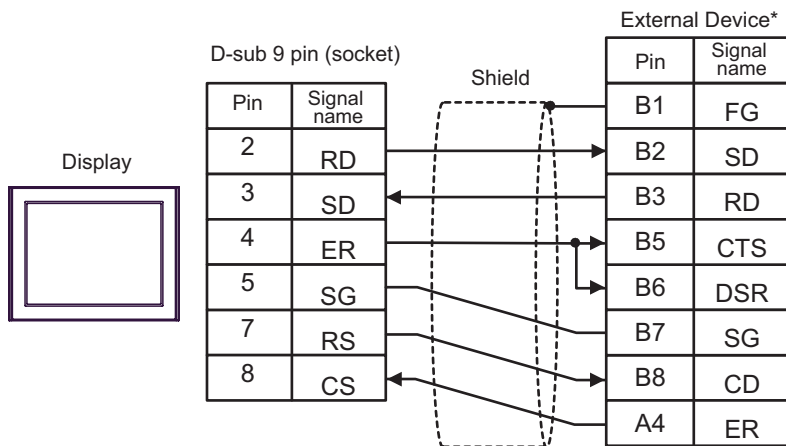 External Device*
D-sub 9 pin (socket)
Shield
Display
Pin Signal name
2 RD
3 SD
4 ER
5 SG
7 RS
8 CS
Pin Signal name
B1 FG
B2 SD
B3 RD
B5 CTS
B6 DSR
B7 SG
B8 CD
A4 ER